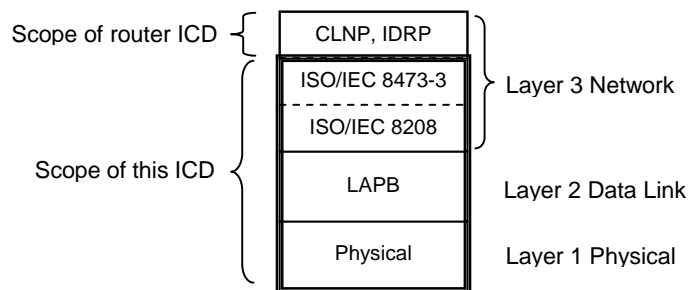 Scope of router ICD
CLNP, IDRP
ISO/IEC 8473-3
Layer 3 Network
ISO/IEC 8208
Scope of this ICD
LAPB
Layer 2 Data Link
Physical
Layer 1 Physical